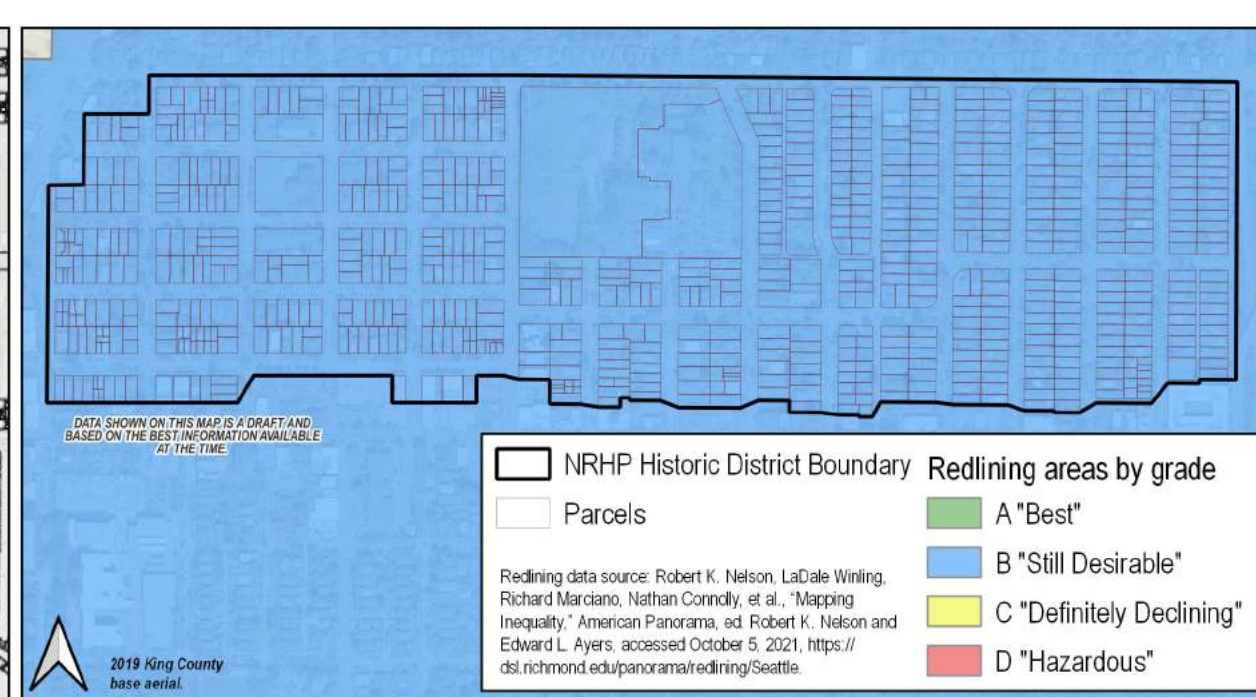 DATA SHOWN ON THIS MAP IS A DRAFT AND
BASED ON THE BEST INFORMATION AVAILABLE
AT THE TIME.
NRHP Historic District Boundary
Parcels
Redlining data source: Robert K. Nelson, LaDale Winling,
Richard Marciano, Nathan Connolly, et al., "Mapping
Inequality," American Panorama, ed. Robert K. Nelson and
Edward L. Ayers, accessed October 5, 2021, https://
dsl.richmond.edu/panorama/redlining/Seattle.
Redlining areas by grade
A "Best"
B "Still Desirable"
C "Definitely Declining"
D "Hazardous"
2019 King County
base aerial.